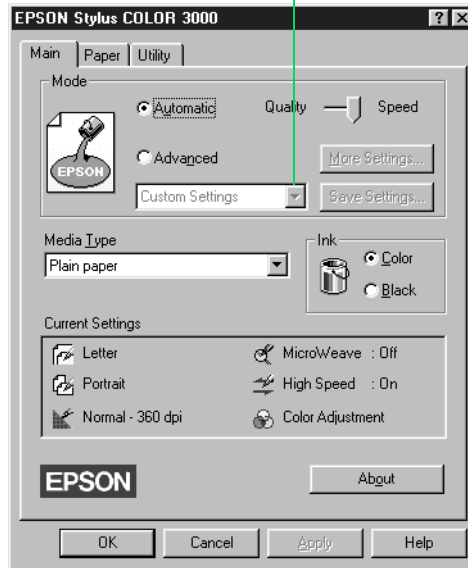 EPSON Stylus COLOR 3000
Main Paper Utility
Mode
EPSON
Automatic
Quality Speed
Advanced
More Settings...
Custom Settings
Save Settings...
Media Type
Plain paper
Ink
Color
Black
Current Settings
Letter
MicroWeave : Off
Portrait
High Speed : On
Normal - 360 dpi
Color Adjustment
EPSON
About
OK Cancel Apply Help